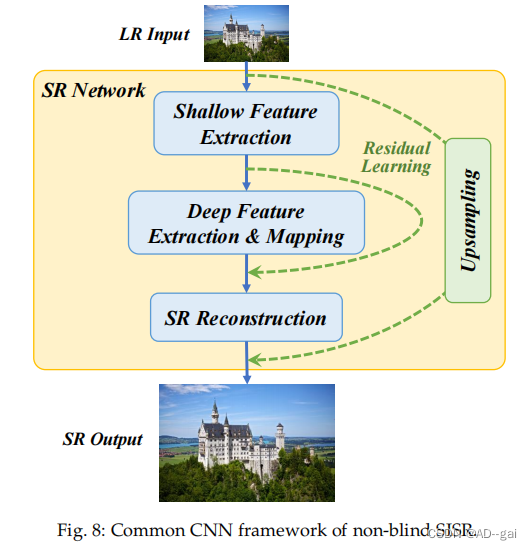 LR Input
SR Network
Shallow Feature
Extraction
Residual
Learning
Upsampling
Deep Feature
Extraction & Mapping
SR Reconstruction
SR Output
Fig. 8: Common CNN framework of non-blind SISR.
CSDN @AD--gai